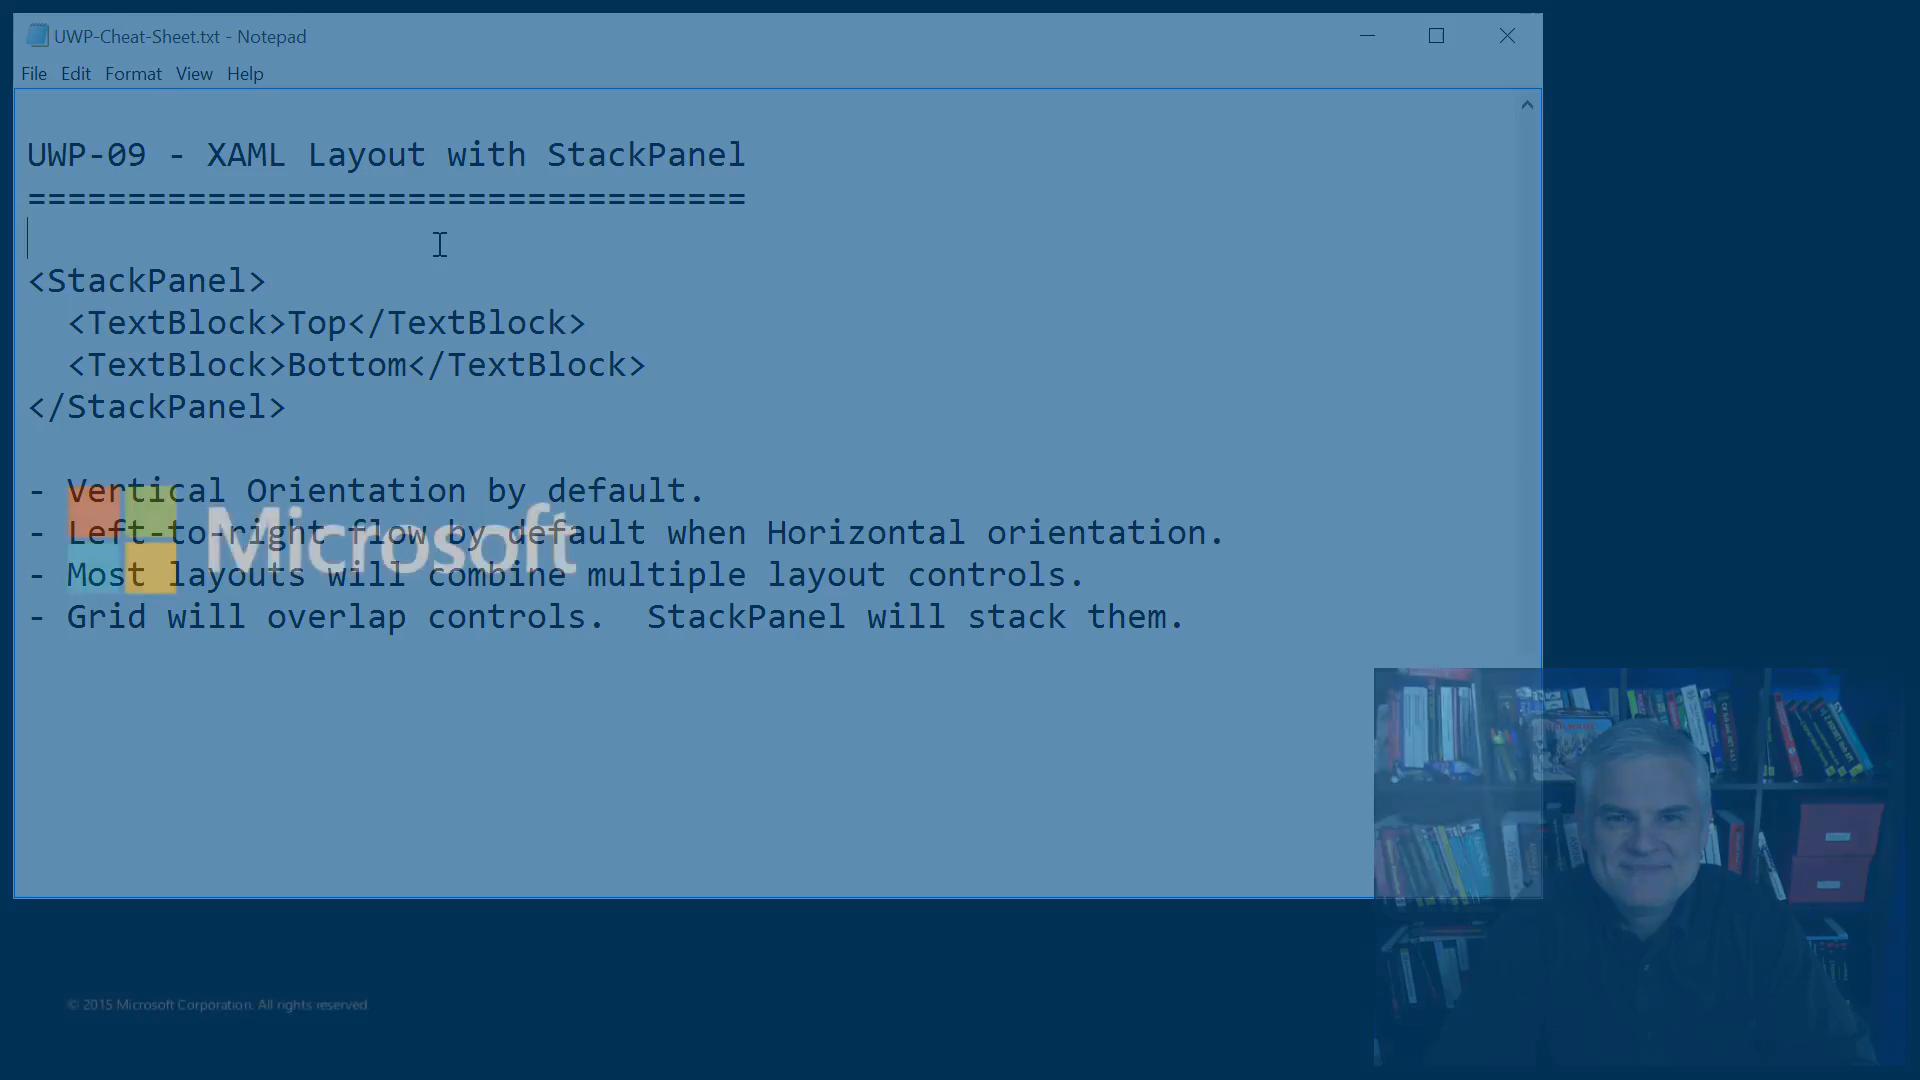 UWP-Cheat-Sheet.txt - Notepad
File Edit Format View Help
UWP-09 - XAML Layout with StackPanel
====================================
<StackPanel>
  <TextBlock>Top</TextBlock>
  <TextBlock>Bottom</TextBlock>
</StackPanel>
- Vertical Orientation by default.
- Left-to-right flow by default when Horizontal orientation.
- Most layouts will combine multiple layout controls.
- Grid will overlap controls.  StackPanel will stack them.
Microsoft
© 2015 Microsoft Corporation. All rights reserved.